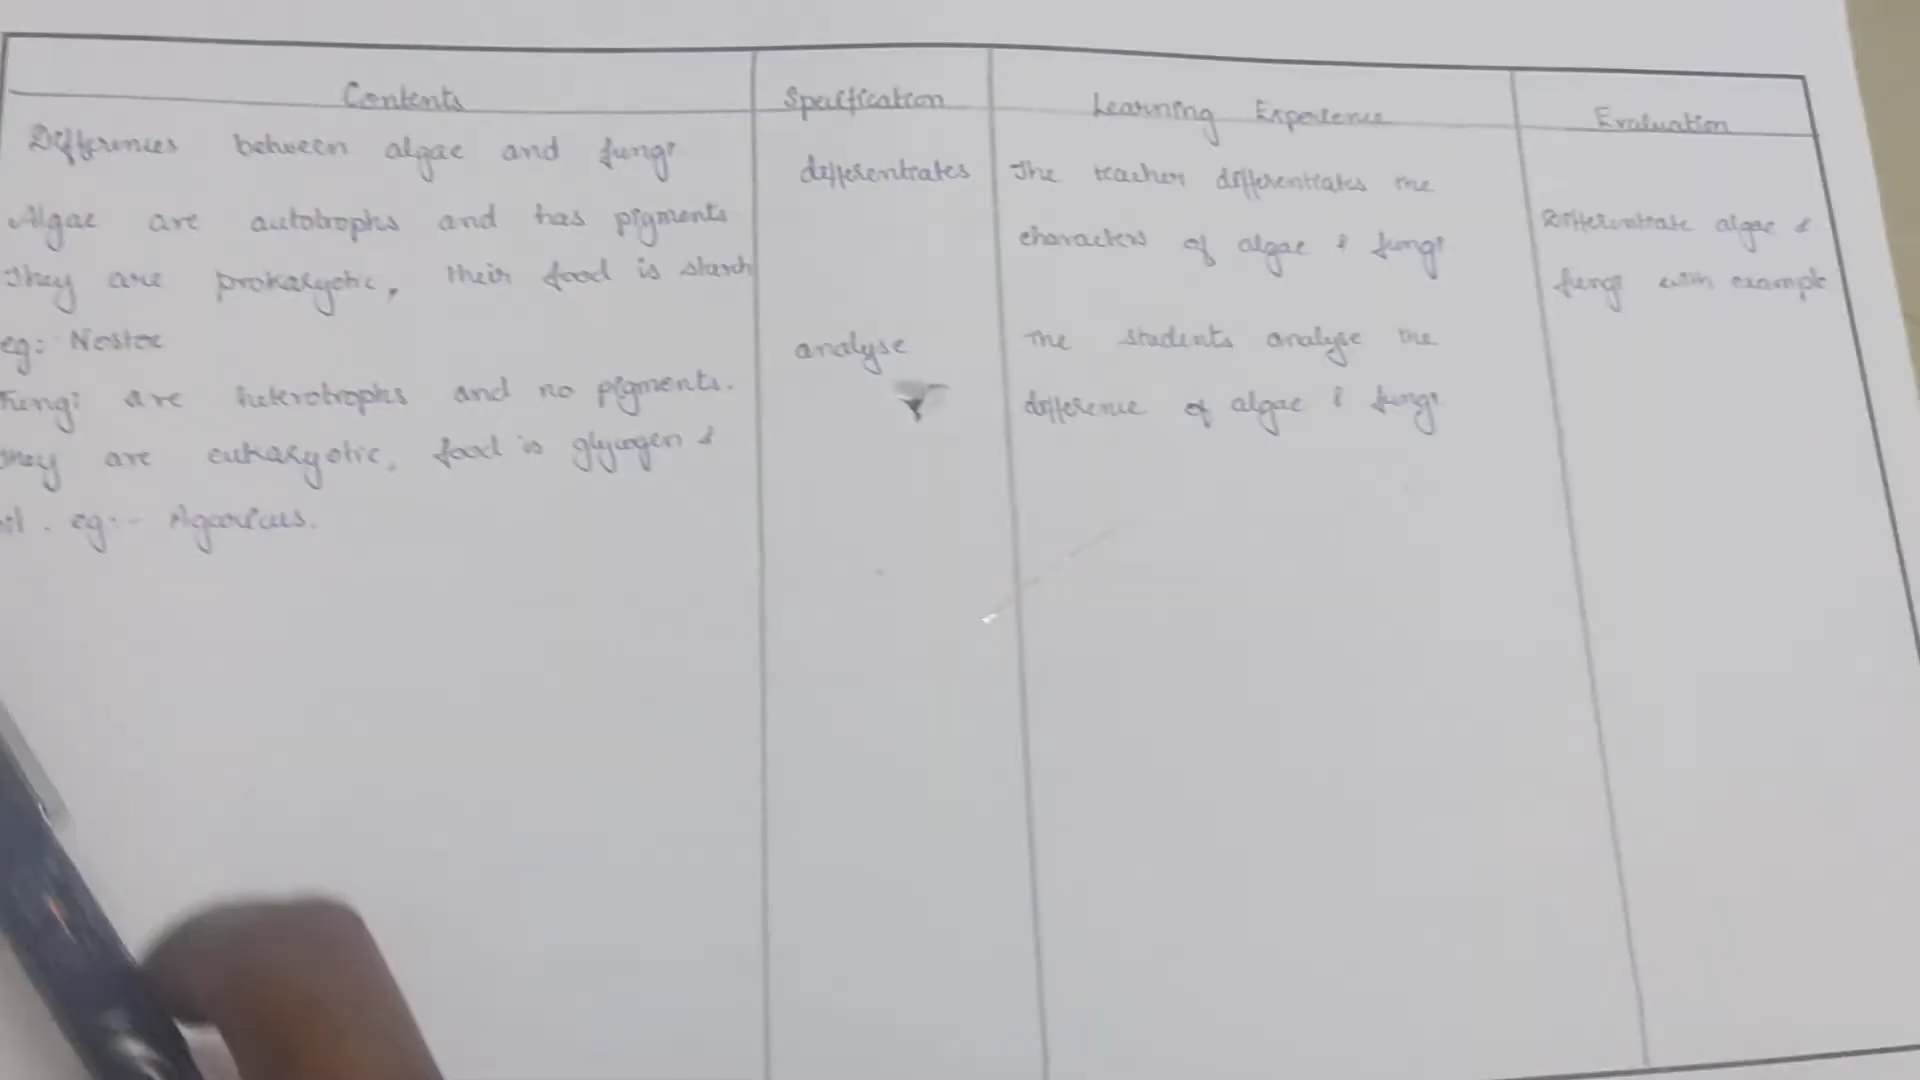 Contents
Differences between algae and fungi
Algae are autotrophs and has pigments
They are prokaryotic, their food is starch
eg: Nostoc
Fungi are heterotrophs and no pigments.
They are eukaryotic, food is glycogen &
oil. eg:- Agaricus.
Specification
differentiates
analyse
Learning Experience
The teacher differentiates the
characters of algae & fungi
The students analyse the
difference of algae & fungi
Evaluation
Differentiate algae &
fungi with example